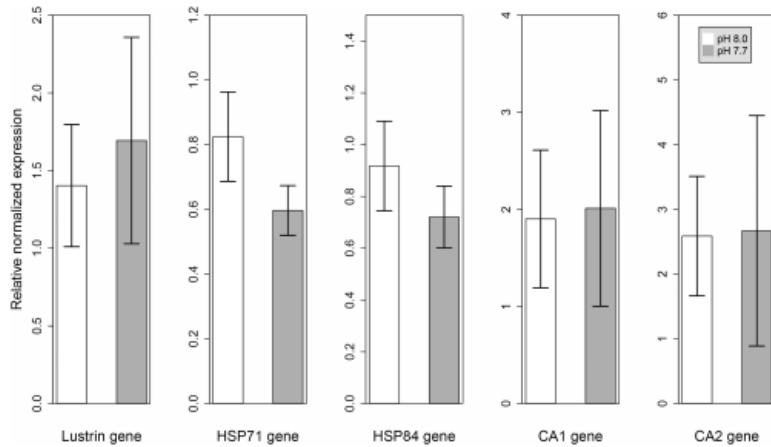 Relative normalized expression
0.0 0.5 1.0 1.5 2.0 2.5
Lustrin gene
0.0 0.2 0.4 0.6 0.8 1.0 1.2
HSP71 gene
0.0 0.2 0.4 0.6 0.8 1.0 1.2 1.4
HSP84 gene
0 1 2 3 4
CA1 gene
0 1 2 3 4 5 6
CA2 gene
pH 8.0
pH 7.7